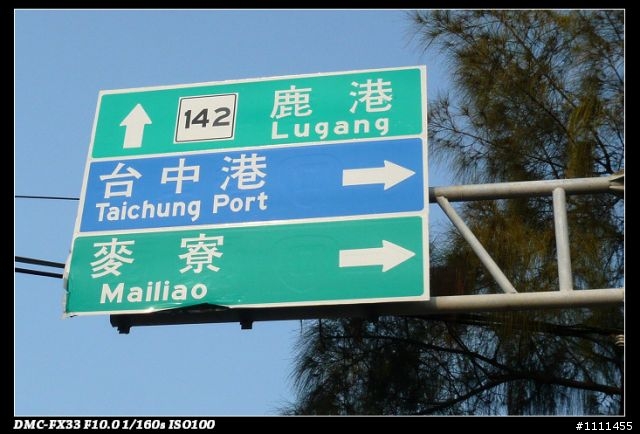 142 鹿港
Lugang
台中港
Taichung Port
麥寮
Mailiao
DMC-FX33 F10.0 1/160s ISO100
#1111455